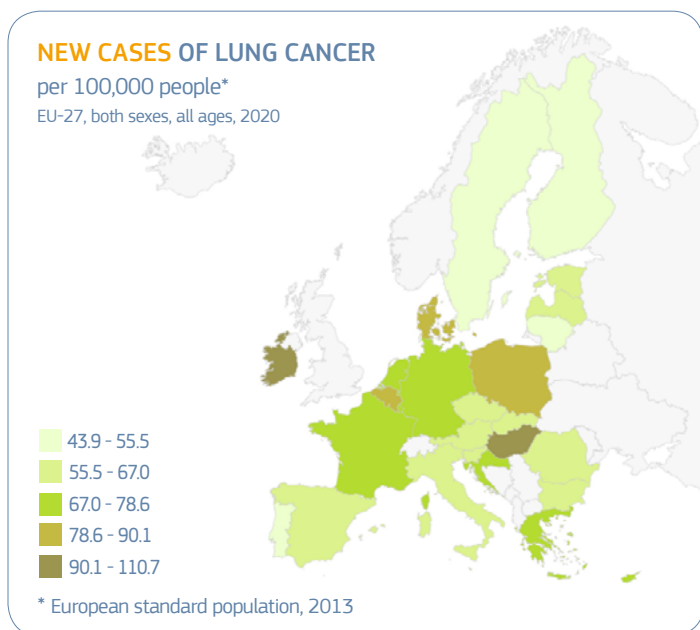 NEW CASES OF LUNG CANCER
per 100,000 people*
EU-27, both sexes, all ages, 2020
43.9 - 55.5
55.5 - 67.0
67.0 - 78.6
78.6 - 90.1
90.1 - 110.7
* European standard population, 2013